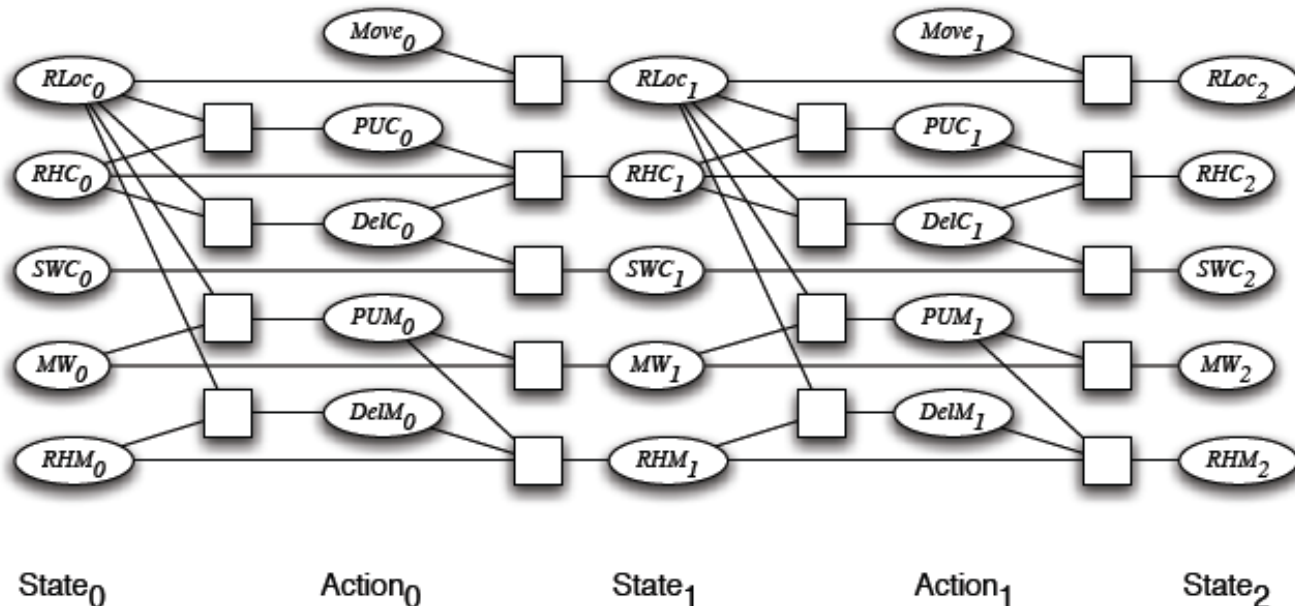 Move0 Move1
RLoc0 RLoc1 RLoc2
PUC0 PUC1
RHC0 RHC1 RHC2
DelC0 DelC1
SWC0 SWC1 SWC2
PUM0 PUM1
MW0 MW1 MW2
DelM0 DelM1
RHM0 RHM1 RHM2
State0 Action0 State1 Action1 State2